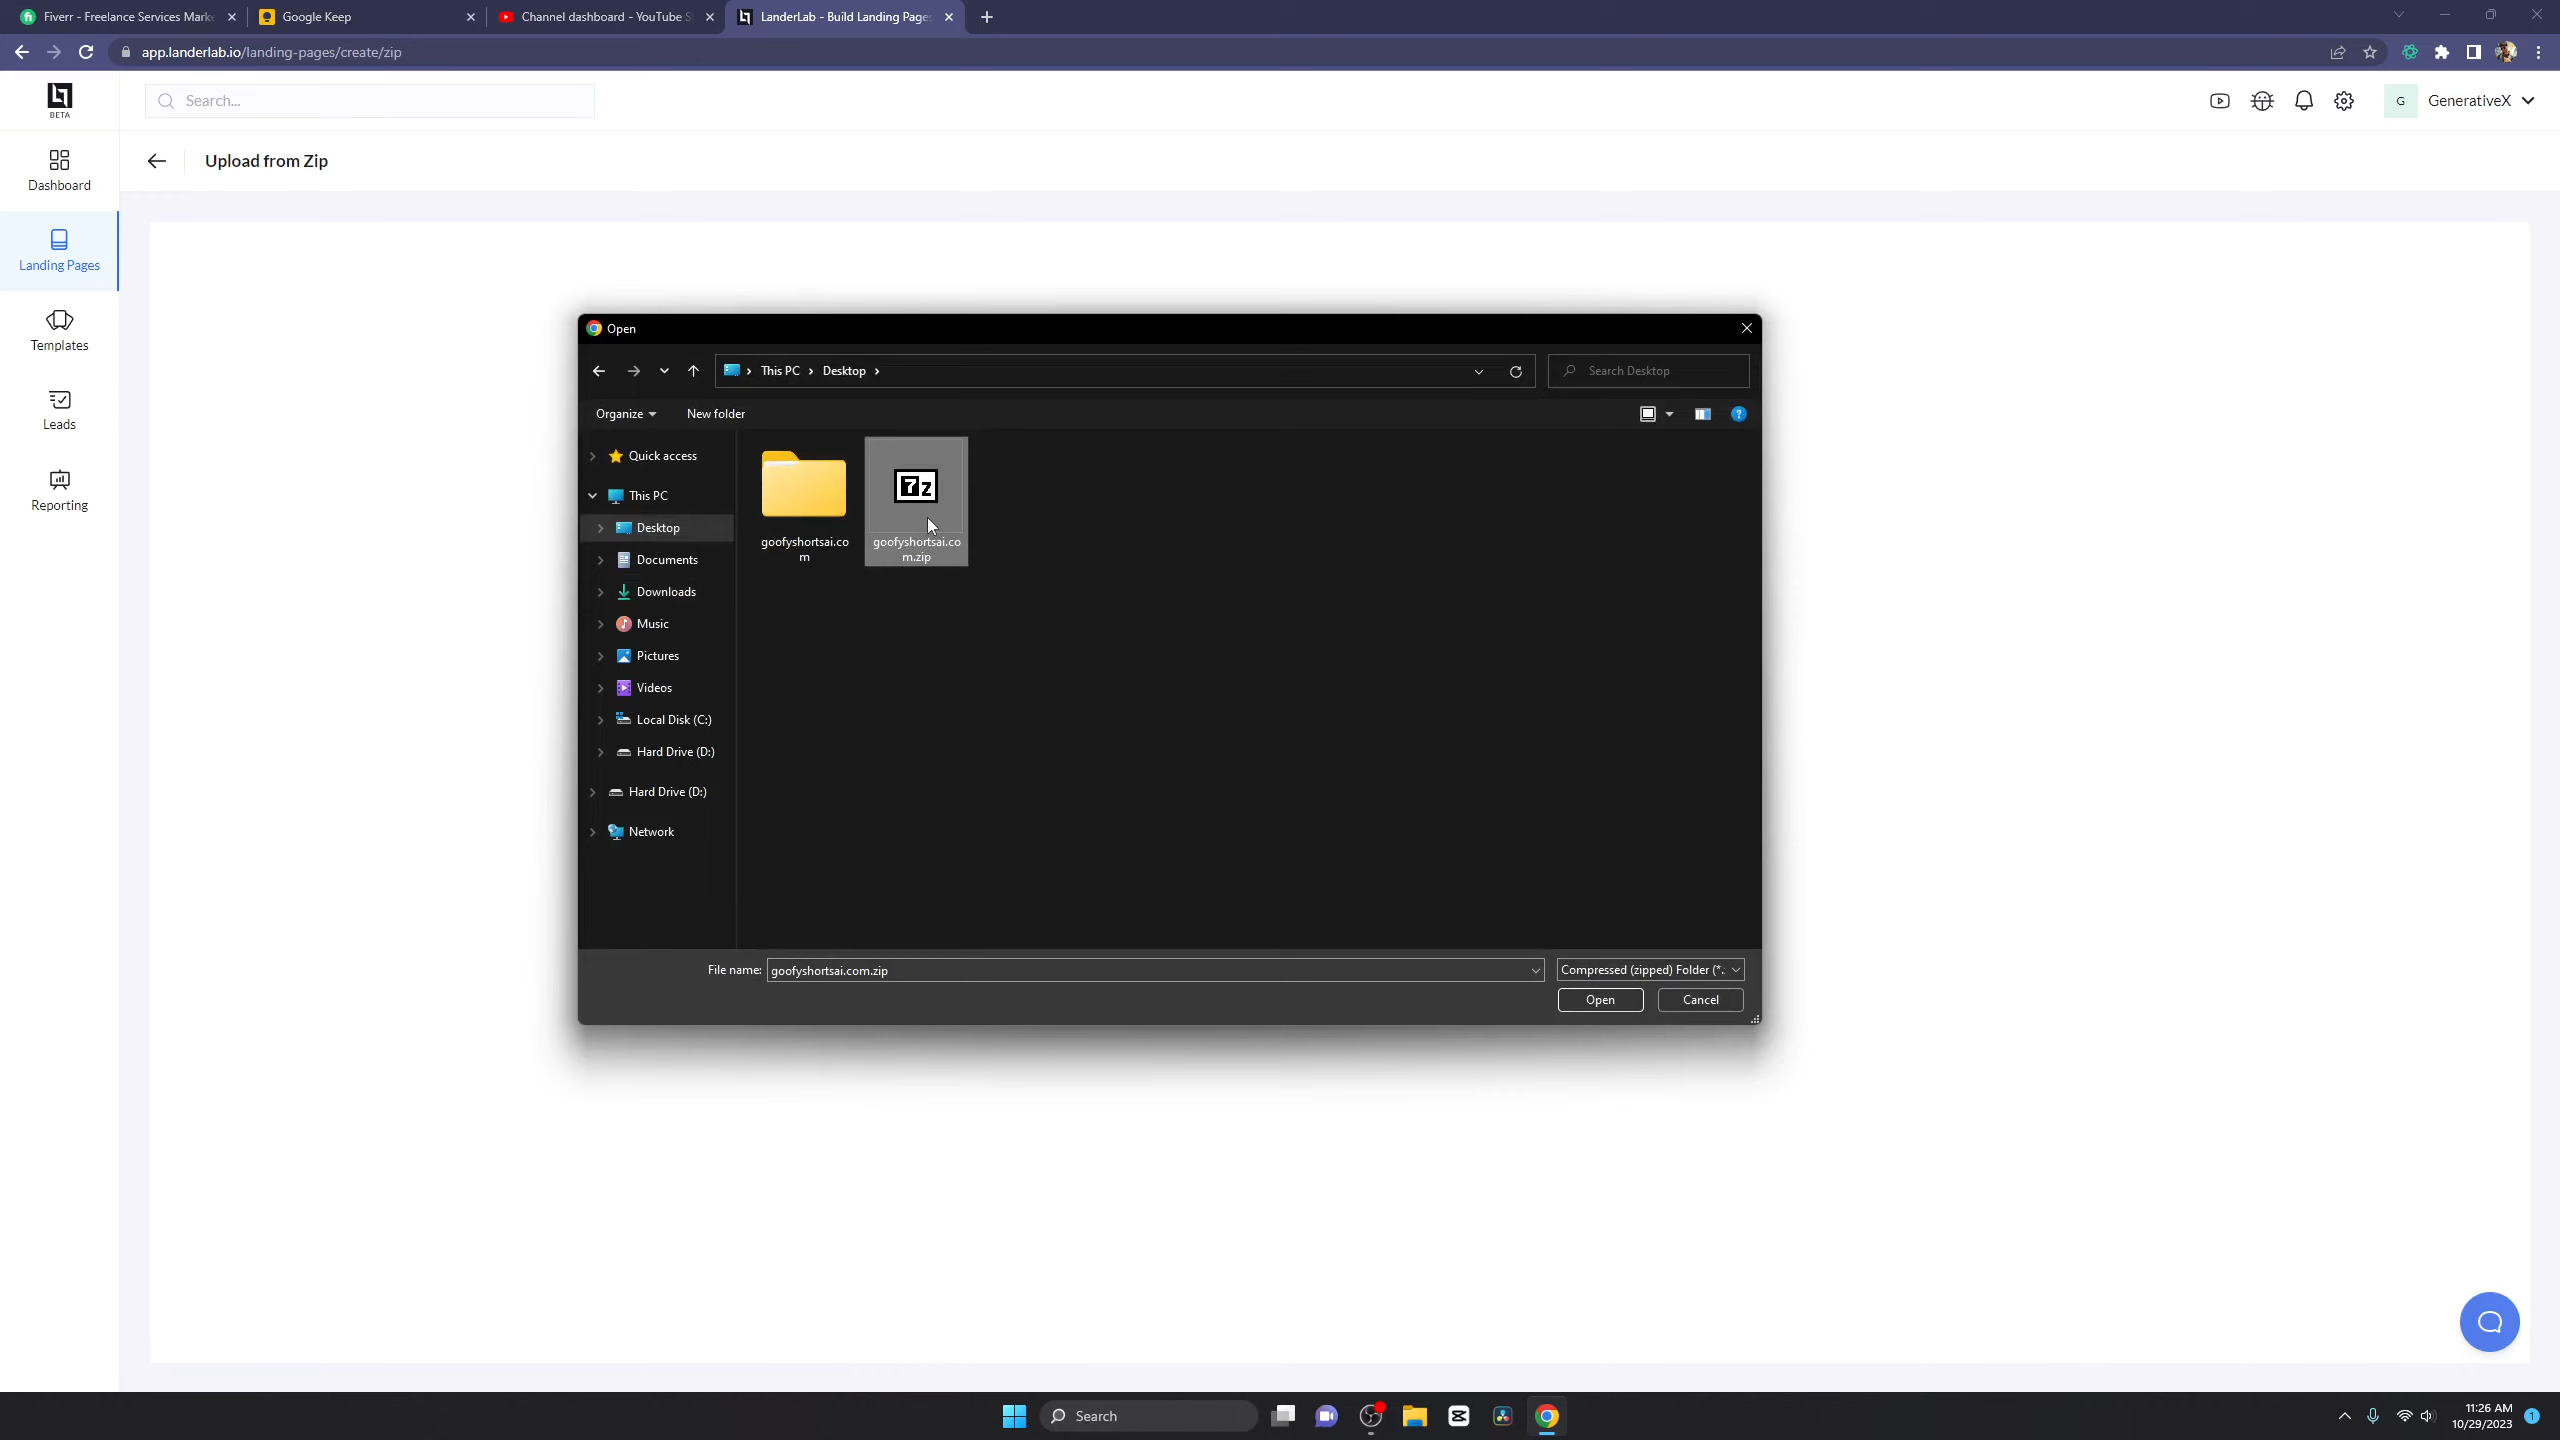 Fiverr - Freelance Services Mark
Google Keep
Channel dashboard - YouTube S
LanderLab - Build Landing Pages
app.landerlab.io/landing-pages/create/zip
BETA
Search...
G
GenerativeX
Upload from Zip
Dashboard
Landing Pages
Templates
Leads
Reporting
Open
This PC
Desktop
Search Desktop
Organize
New folder
Quick access
This PC
Desktop
Documents
Downloads
Music
Pictures
Videos
Local Disk (C:)
Hard Drive (D:)
Hard Drive (D:)
Network
goofyshortsai.co
m
7z
goofyshortsai.co
m.zip
File name:
goofyshortsai.com.zip
Compressed (zipped) Folder (*.
Open
Cancel
Search
11:26 AM
10/29/2023
1